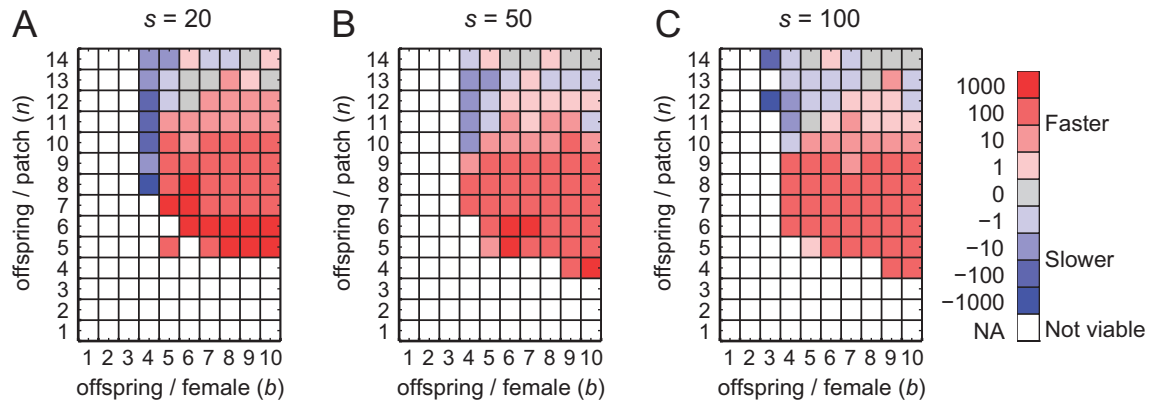 A
s = 20
14
13
12
11
10
9
8
7
6
5
4
3
2
1
offspring / patch (n)
1 2 3 4 5 6 7 8 9 10
offspring / female (b)
B
s = 50
14
13
12
11
10
9
8
7
6
5
4
3
2
1
offspring / patch (n)
1 2 3 4 5 6 7 8 9 10
offspring / female (b)
C
s = 100
14
13
12
11
10
9
8
7
6
5
4
3
2
1
offspring / patch (n)
1 2 3 4 5 6 7 8 9 10
offspring / female (b)
1000
100
10
1
0
−1
−10
−100
−1000
NA
Faster
Slower
Not viable